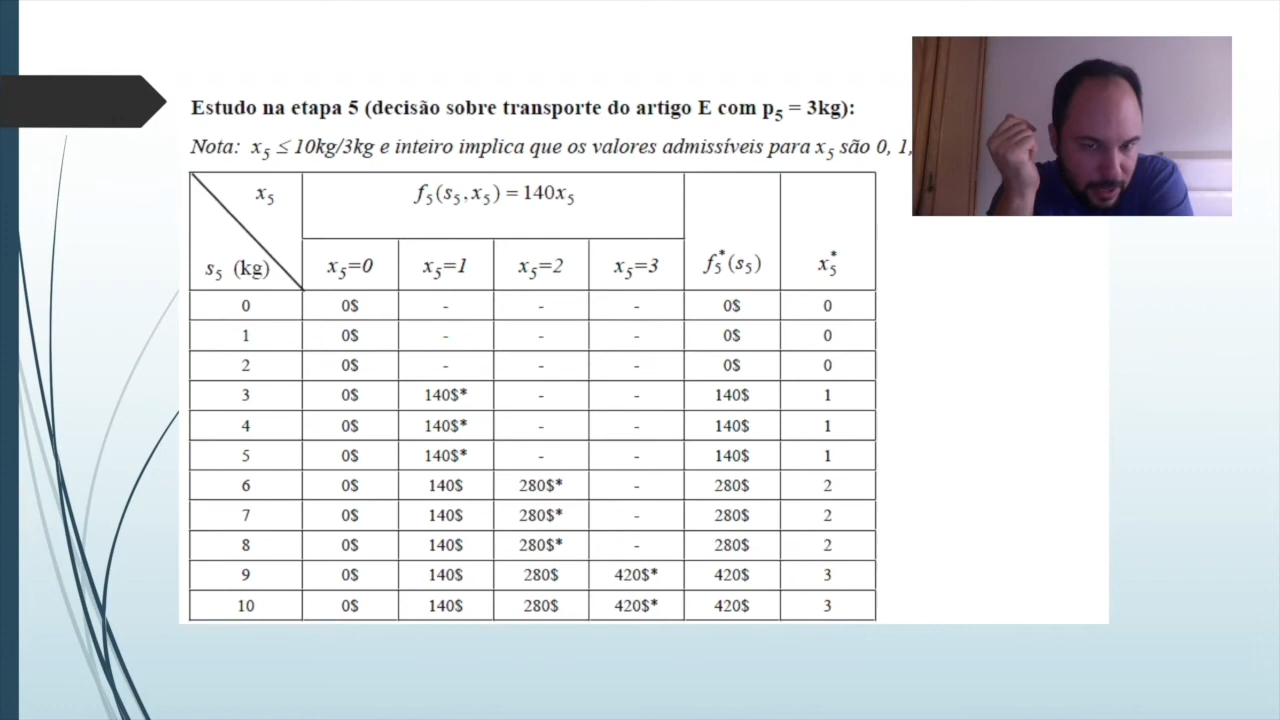 Estudo na etapa 5 (decisão sobre transporte do artigo E com p5 = 3kg):
Nota: x5 ≤ 10kg/3kg e inteiro implica que os valores admissíveis para x5 são 0, 1,
x5 f5(s5,x5) = 140x5
s5 (kg) x5=0 x5=1 x5=2 x5=3 f5*(s5) x5*
0 0$ - - - 0$ 0
1 0$ - - - 0$ 0
2 0$ - - - 0$ 0
3 0$ 140$* - - 140$ 1
4 0$ 140$* - - 140$ 1
5 0$ 140$* - - 140$ 1
6 0$ 140$ 280$* - 280$ 2
7 0$ 140$ 280$* - 280$ 2
8 0$ 140$ 280$* - 280$ 2
9 0$ 140$ 280$ 420$* 420$ 3
10 0$ 140$ 280$ 420$* 420$ 3